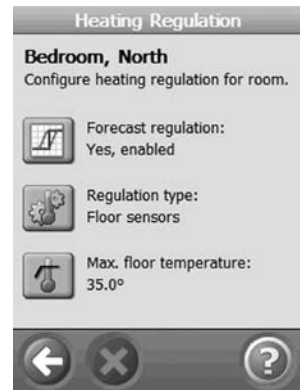 Heating Regulation
Bedroom, North
Configure heating regulation for room.
Forecast regulation:
Yes, enabled
Regulation type:
Floor sensors
Max. floor temperature:
35.0º
?